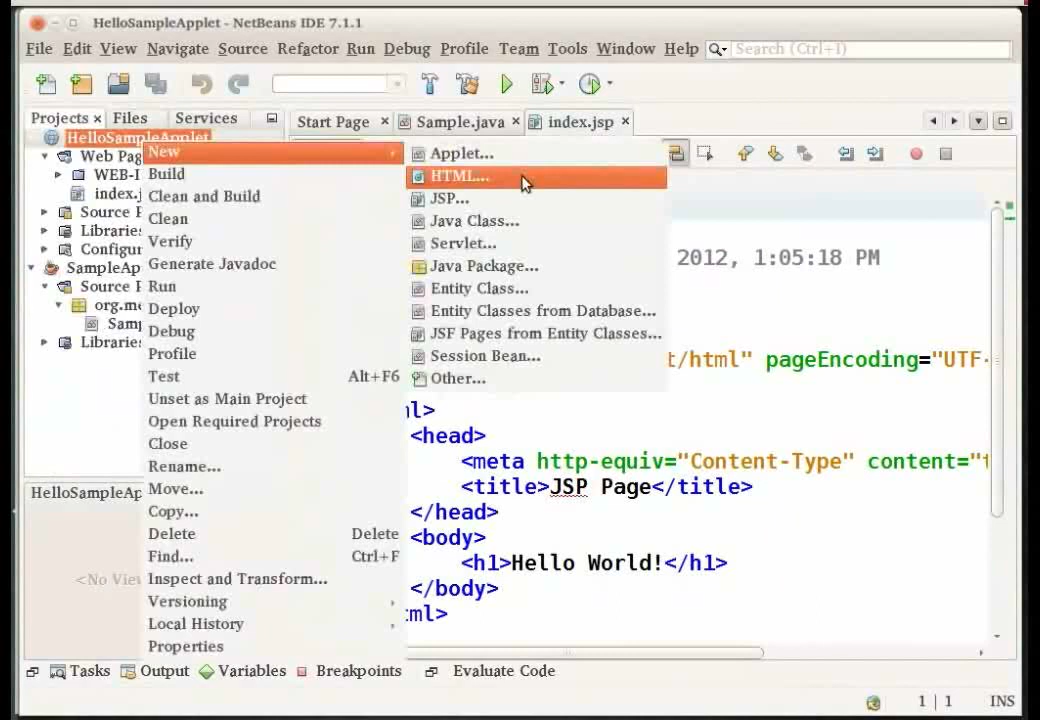 HelloSampleApplet - NetBeans IDE 7.1.1
File Edit View Navigate Source Refactor Run Debug Profile Team Tools Window Help Search (Ctrl+I)
Projects Files Services Start Page Sample.java index.jsp
HelloSampleApplet
New
Build
Clean and Build
Clean
Verify
Generate Javadoc
Run
Deploy
Debug
Profile
Test Alt+F6
Unset as Main Project
Open Required Projects
Close
Rename...
Move...
Copy...
Delete Delete
Find... Ctrl+F
Inspect and Transform...
Versioning
Local History
Properties
Applet...
HTML...
JSP...
Java Class...
Servlet...
Java Package...
Entity Class...
Entity Classes from Database...
JSF Pages from Entity Classes...
Session Bean...
Other...
Web Pag
WEB-I
index.j
Source P
Libraries
Configu
SampleAp
Source P
org.me
Sam
Libraries
HelloSampleAp
<No Viev
2012, 1:05:18 PM
t/html" pageEncoding="UTF-
ml>
<head>
<meta http-equiv="Content-Type" content="t
<title>JSP Page</title>
</head>
<body>
<h1>Hello World!</h1>
</body>
tml>
Tasks Output Variables Breakpoints Evaluate Code
1 | 1 INS